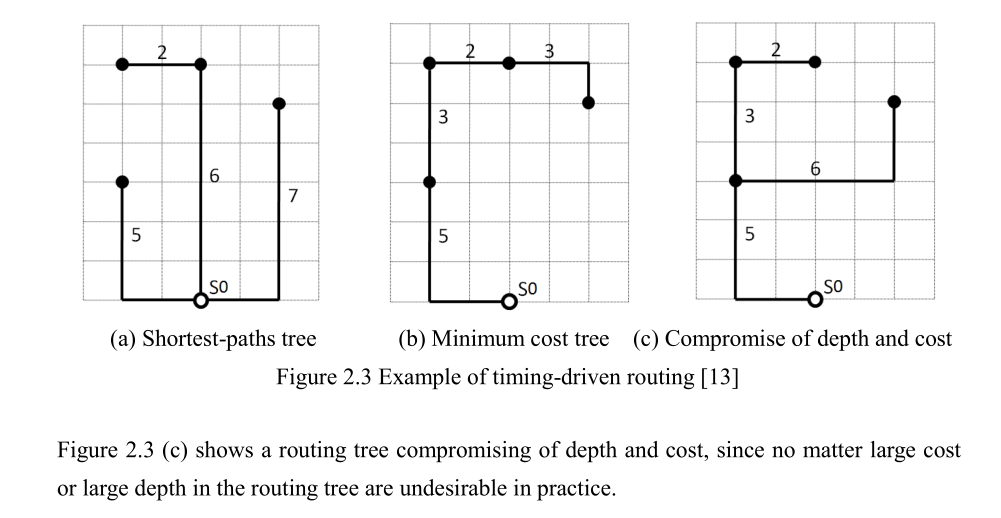 2
6
7
5
S0
2
3
3
5
S0
2
3
6
5
S0
(a) Shortest-paths tree
(b) Minimum cost tree
(c) Compromise of depth and cost
Figure 2.3 Example of timing-driven routing [13]
Figure 2.3 (c) shows a routing tree compromising of depth and cost, since no matter large cost
or large depth in the routing tree are undesirable in practice.